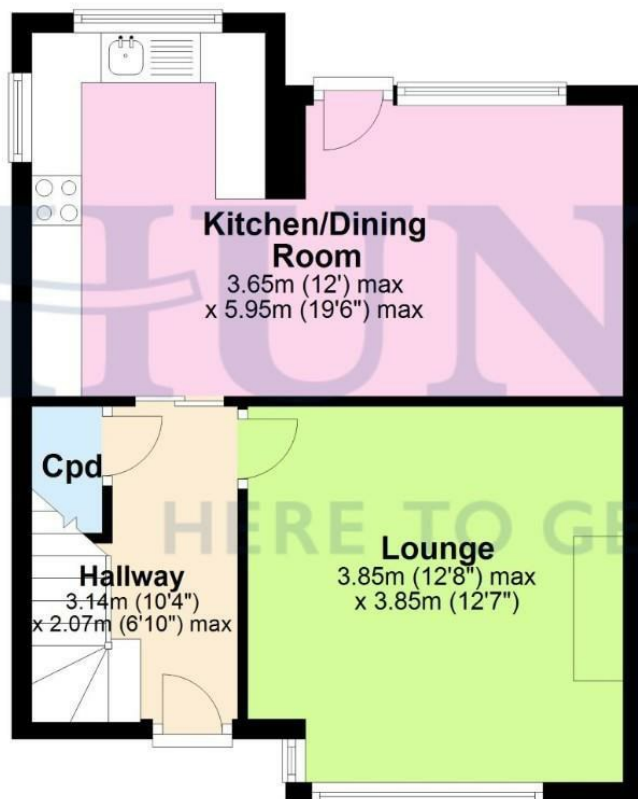 Kitchen/Dining
Room
3.65m (12') max
x 5.95m (19'6") max
HUN
Cpd
HERE TO GE
Lounge
3.85m (12'8") max
x 3.85m (12'7")
Hallway
3.14m (10'4")
x 2.07m (6'10") max